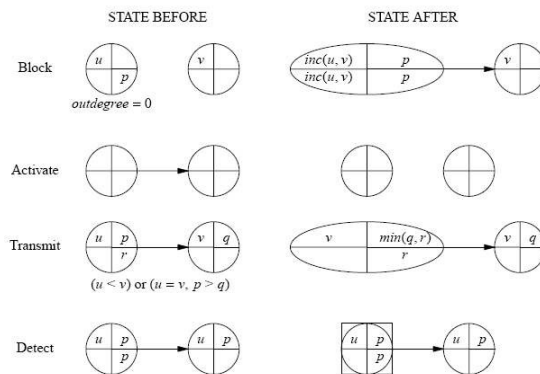 STATE BEFORE STATE AFTER
Block u p v inc(u, v) p v
inc(u, v) p
outdegree = 0
Activate
Transmit u p v q v min(q, r) v q
r r
(u < v) or (u = v, p > q)
Detect u p u p u p u p
p p